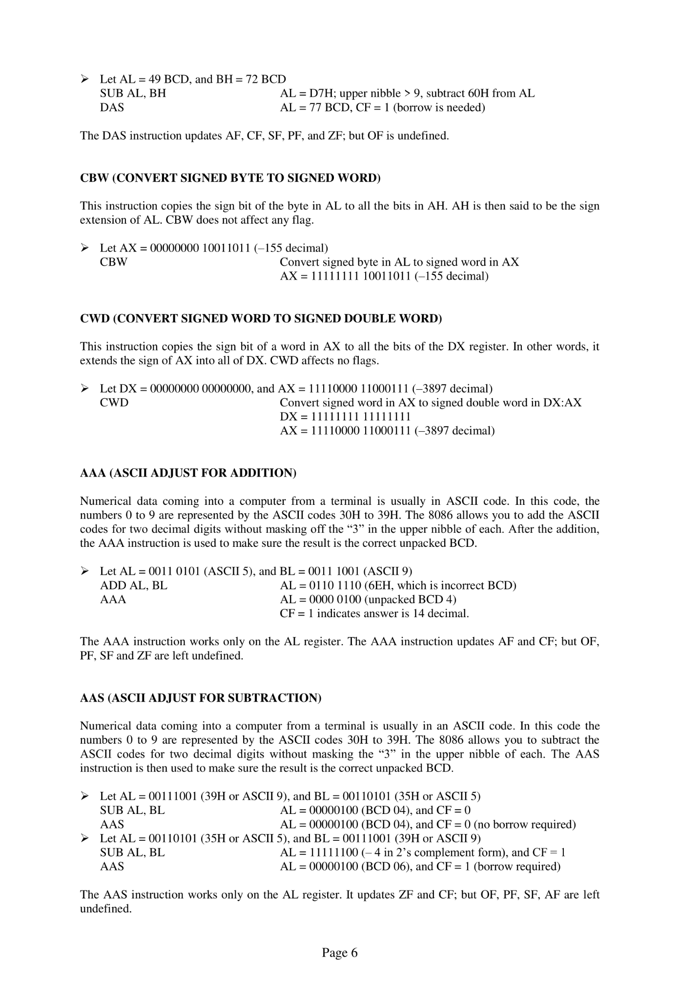 ➢ Let AL = 49 BCD, and BH = 72 BCD
SUB AL, BH AL = D7H; upper nibble > 9, subtract 60H from AL
DAS AL = 77 BCD, CF = 1 (borrow is needed)
The DAS instruction updates AF, CF, SF, PF, and ZF; but OF is undefined.
CBW (CONVERT SIGNED BYTE TO SIGNED WORD)
This instruction copies the sign bit of the byte in AL to all the bits in AH. AH is then said to be the sign
extension of AL. CBW does not affect any flag.
➢ Let AX = 00000000 10011011 (–155 decimal)
CBW Convert signed byte in AL to signed word in AX
AX = 11111111 10011011 (–155 decimal)
CWD (CONVERT SIGNED WORD TO SIGNED DOUBLE WORD)
This instruction copies the sign bit of a word in AX to all the bits of the DX register. In other words, it
extends the sign of AX into all of DX. CWD affects no flags.
➢ Let DX = 00000000 00000000, and AX = 11110000 11000111 (–3897 decimal)
CWD Convert signed word in AX to signed double word in DX:AX
DX = 11111111 11111111
AX = 11110000 11000111 (–3897 decimal)
AAA (ASCII ADJUST FOR ADDITION)
Numerical data coming into a computer from a terminal is usually in ASCII code. In this code, the
numbers 0 to 9 are represented by the ASCII codes 30H to 39H. The 8086 allows you to add the ASCII
codes for two decimal digits without masking off the “3” in the upper nibble of each. After the addition,
the AAA instruction is used to make sure the result is the correct unpacked BCD.
➢ Let AL = 0011 0101 (ASCII 5), and BL = 0011 1001 (ASCII 9)
ADD AL, BL AL = 0110 1110 (6EH, which is incorrect BCD)
AAA AL = 0000 0100 (unpacked BCD 4)
CF = 1 indicates answer is 14 decimal.
The AAA instruction works only on the AL register. The AAA instruction updates AF and CF; but OF,
PF, SF and ZF are left undefined.
AAS (ASCII ADJUST FOR SUBTRACTION)
Numerical data coming into a computer from a terminal is usually in an ASCII code. In this code the
numbers 0 to 9 are represented by the ASCII codes 30H to 39H. The 8086 allows you to subtract the
ASCII codes for two decimal digits without masking the “3” in the upper nibble of each. The AAS
instruction is then used to make sure the result is the correct unpacked BCD.
➢ Let AL = 00111001 (39H or ASCII 9), and BL = 00110101 (35H or ASCII 5)
SUB AL, BL AL = 00000100 (BCD 04), and CF = 0
AAS AL = 00000100 (BCD 04), and CF = 0 (no borrow required)
➢ Let AL = 00110101 (35H or ASCII 5), and BL = 00111001 (39H or ASCII 9)
SUB AL, BL AL = 11111100 (– 4 in 2’s complement form), and CF = 1
AAS AL = 00000100 (BCD 06), and CF = 1 (borrow required)
The AAS instruction works only on the AL register. It updates ZF and CF; but OF, PF, SF, AF are left
undefined.
Page 6